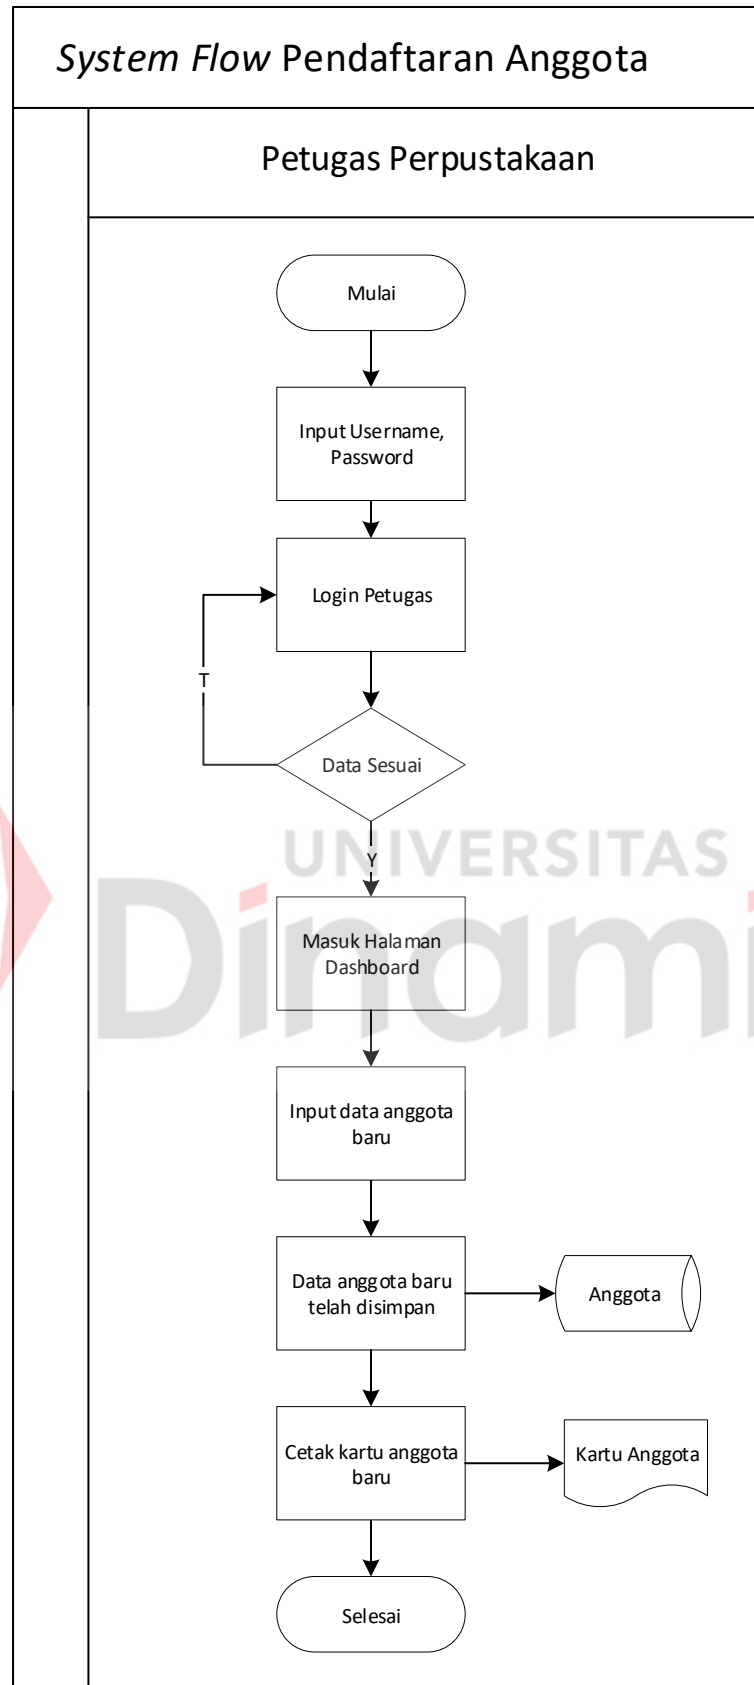 System Flow Pendaftaran Anggota
Petugas Perpustakaan
Mulai
Input Username,
Password
Login Petugas
T
Data Sesuai
UNIVERSITAS
Y
Dinami
Masuk Halaman
Dashboard
Input data anggota
baru
Data anggota baru
telah disimpan
Anggota
Cetak kartu anggota
baru
Kartu Anggota
Selesai